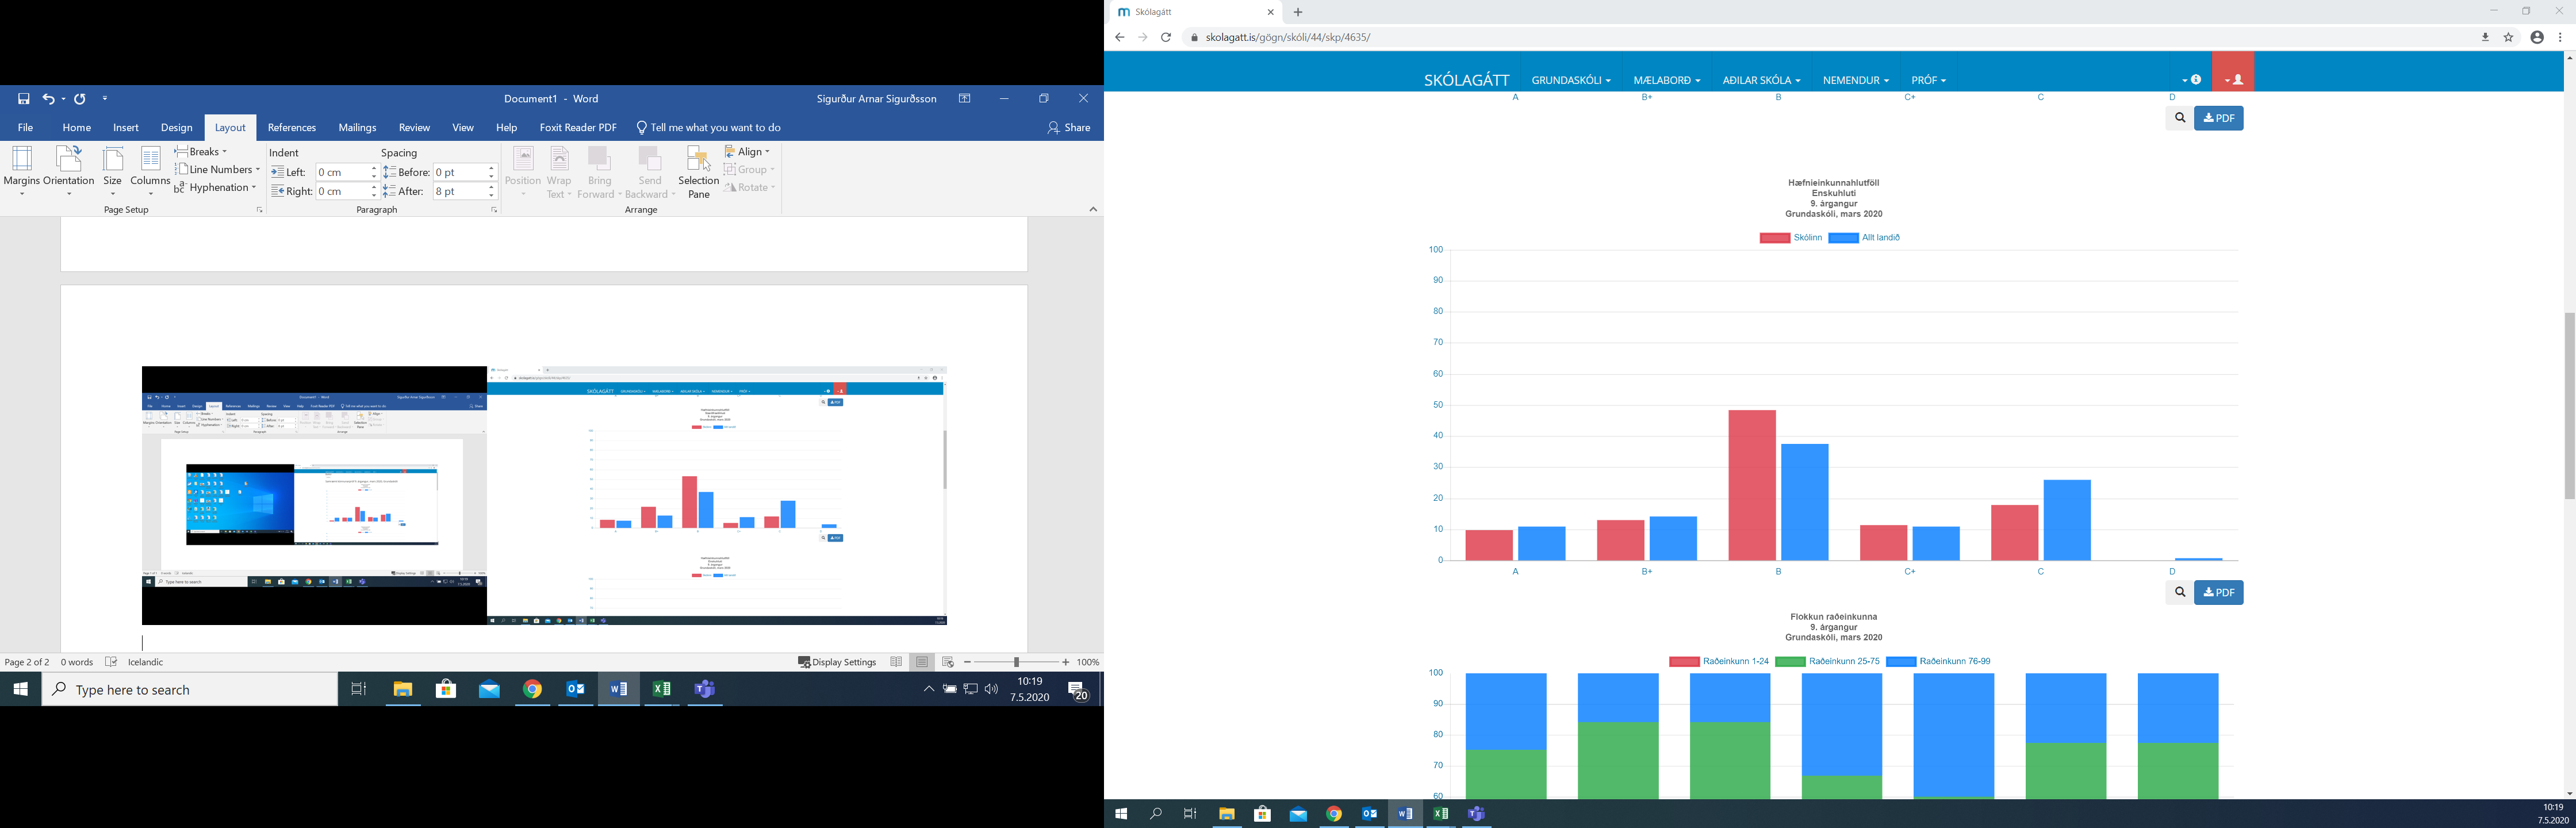 Document1 - Word
Sigurður Arnar Sigurðsson
File Home Insert Design Layout References Mailings Review View Help Foxit Reader PDF Tell me what you want to do Share
Margins Orientation Size Columns
Breaks
Line Numbers
Hyphenation
Page Setup
Indent
Left: 0 cm
Right: 0 cm
Spacing
Before: 0 pt
After: 8 pt
Paragraph
Position
Wrap Text
Bring Forward
Send Backward
Selection Pane
Align
Group
Rotate
Arrange
Page 2 of 2 0 words Icelandic
Display Settings
100%
Type here to search
10:19
7.5.2020
20
Skólagátt
skolagatt.is/gögn/skóli/44/skp/4635/
SKÓLAGÁTT GRUNDASKÓLI MÆLABORÐ AÐILAR SKÓLA NEMENDUR PRÓF
A B+ B C+ C D
PDF
Hæfnieinkunnahlutföll
Enskuhluti
9. árgangur
Grundaskóli, mars 2020
Skólinn Allt landið
100
90
80
70
60
50
40
30
20
10
0
A B+ B C+ C D
PDF
Flokkun raðeinkunna
9. árgangur
Grundaskóli, mars 2020
Raðeinkunn 1-24 Raðeinkunn 25-75 Raðeinkunn 76-99
100
90
80
70
60
10:19
7.5.2020